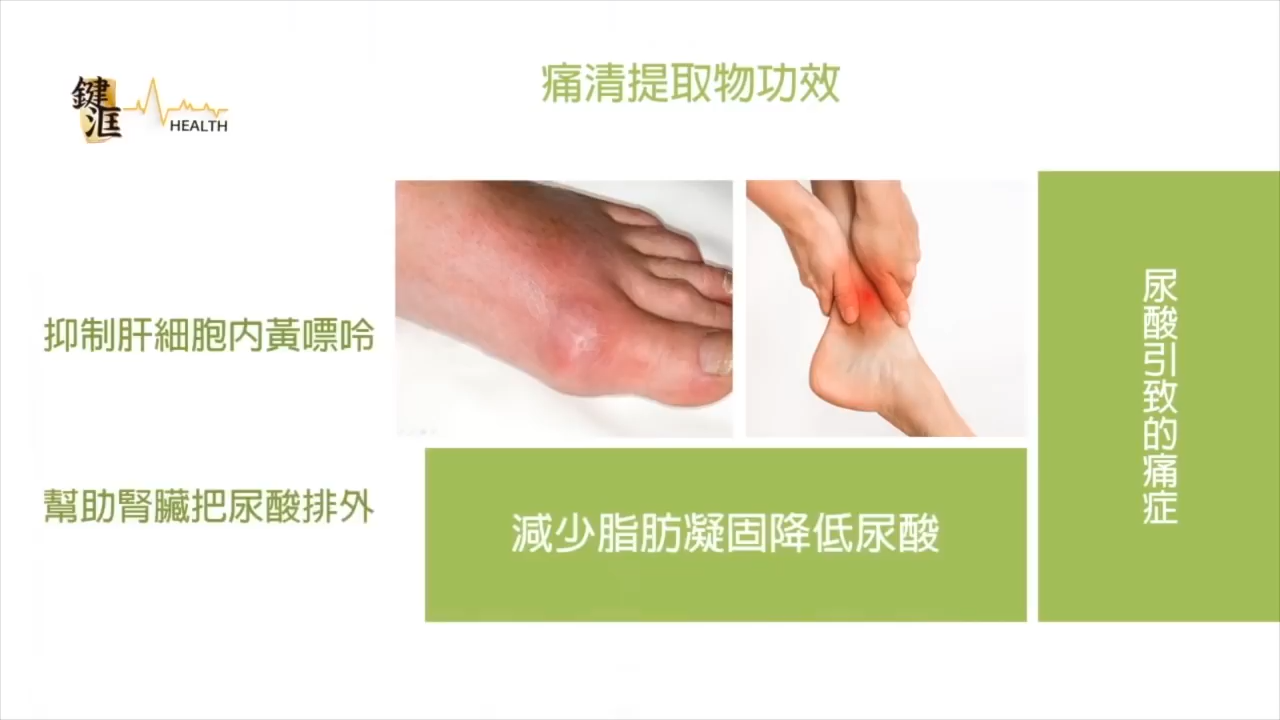 痛清提取物功效
鍵洭
HEALTH
抑制肝細胞内黃嘌呤
幫助腎臟把尿酸排外
減少脂肪凝固降低尿酸
尿酸引致的痛症